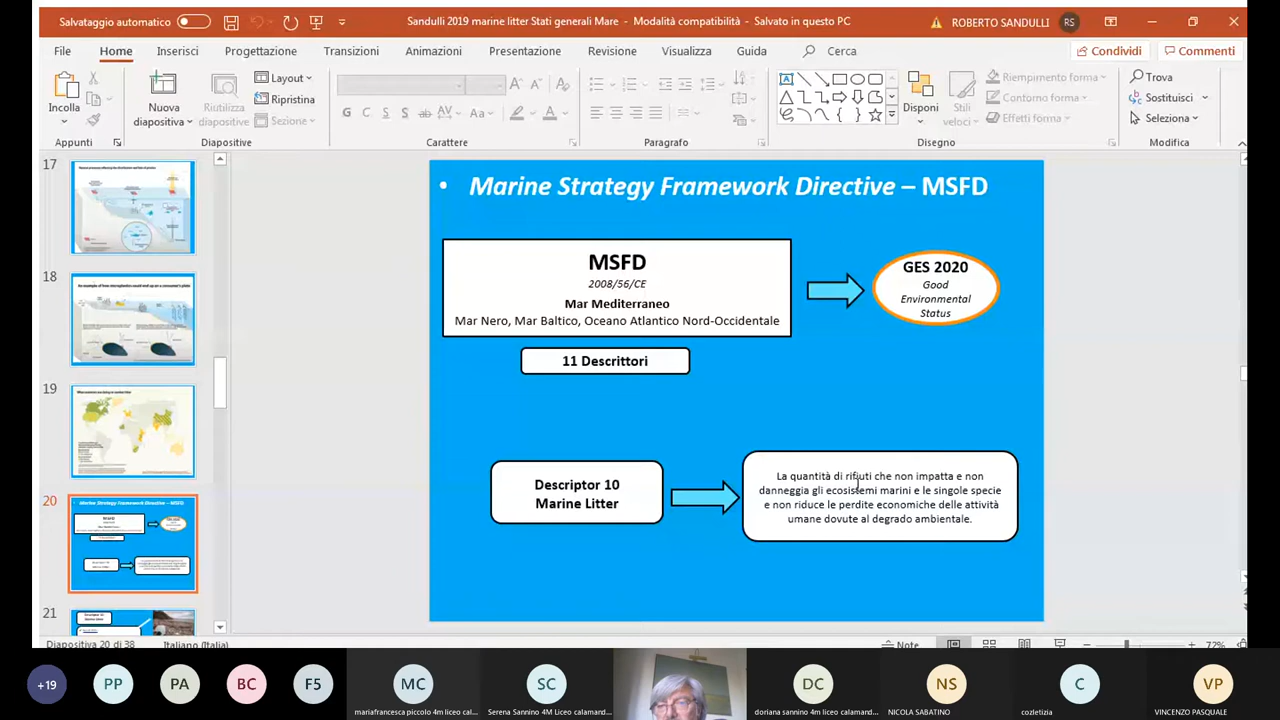 Salvataggio automatico
Sandulli 2019 marine litter Stati generali Mare - Modalità compatibilità - Salvato in questo PC
ROBERTO SANDULLI
RS
File Home Inserisci Progettazione Transizioni Animazioni Presentazione Revisione Visualizza Guida Cerca
Condividi Commenti
Incolla
Nuova
diapositiva
Riutilizza
diapositive
Layout
Ripristina
Sezione
Disponi
Stili
veloci
Riempimento forma
Contorno forma
Effetti forma
Trova
Sostituisci
Seleziona
G C S S ab AV Aa A
Appunti Diapositive Carattere Paragrafo Disegno Modifica
17
18
19
20
21
• Marine Strategy Framework Directive – MSFD
MSFD
2008/56/CE
Mar Mediterraneo
Mar Nero, Mar Baltico, Oceano Atlantico Nord-Occidentale
GES 2020
Good
Environmental
Status
11 Descrittori
Descriptor 10
Marine Litter
La quantità di rifiuti che non impatta e non
danneggia gli ecosistemi marini e le singole specie
e non riduce le perdite economiche delle attività
umane dovute al degrado ambientale.
Diapositiva 20 di 38 Italiano (Italia)
Note
72%
+19 PP PA BC F5 MC SC DC NS C VP
mariafrancesca piccolo 4m liceo cal...
Serena Sannino 4M Liceo calamand...
doriana sannino 4m liceo calamand...
NICOLA SABATINO
cozletizia
VINCENZO PASQUALE